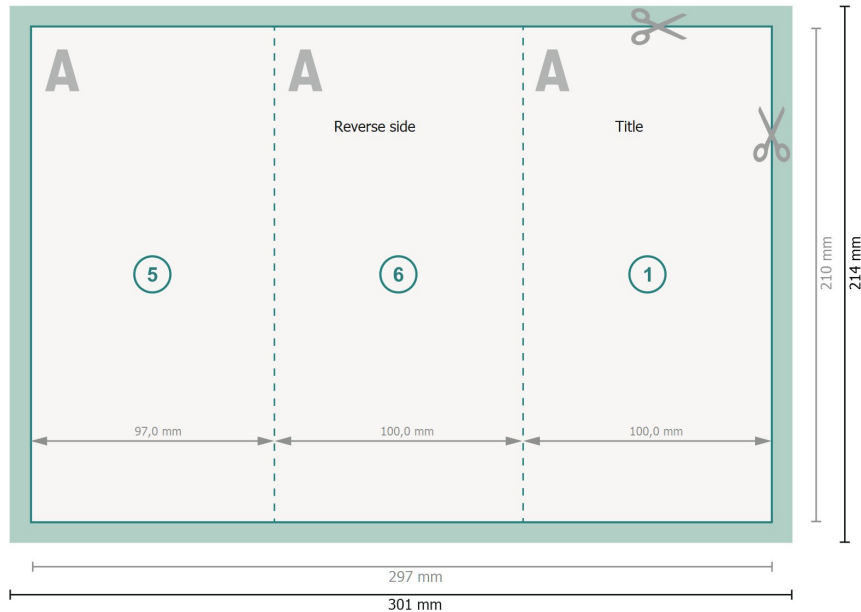 A
A
A
Reverse side
Title
5
6
1
97,0 mm
100,0 mm
100,0 mm
210 mm
214 mm
297 mm
301 mm